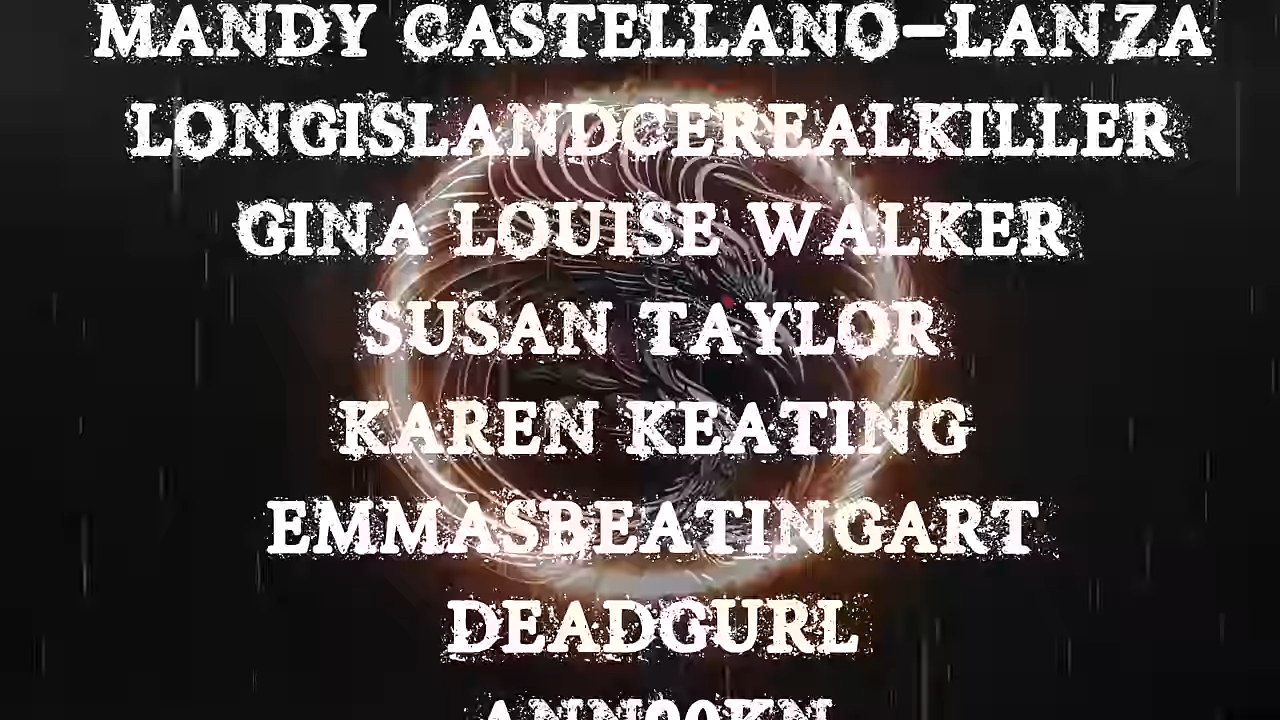 MANDY CASTELLANO-LANZA
LONGISLANDCEREALKILLER
GINA LOUISE WALKER
SUSAN TAYLOR
KAREN KEATING
EMMASBEATINGART
DEADGURL